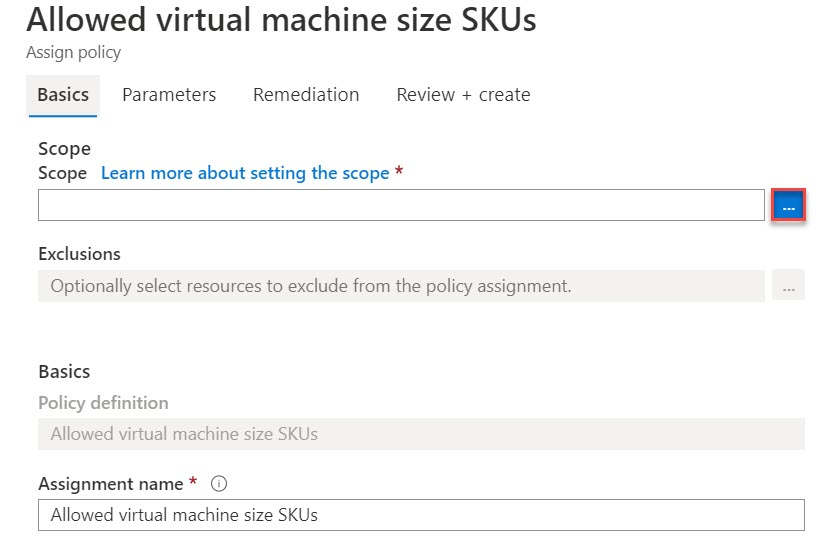 Allowed virtual machine size SKUs
Assign policy
Basics Parameters Remediation Review + create
Scope
Scope Learn more about setting the scope *
...
Exclusions
Optionally select resources to exclude from the policy assignment. ...
Basics
Policy definition
Allowed virtual machine size SKUs
Assignment name * i
Allowed virtual machine size SKUs